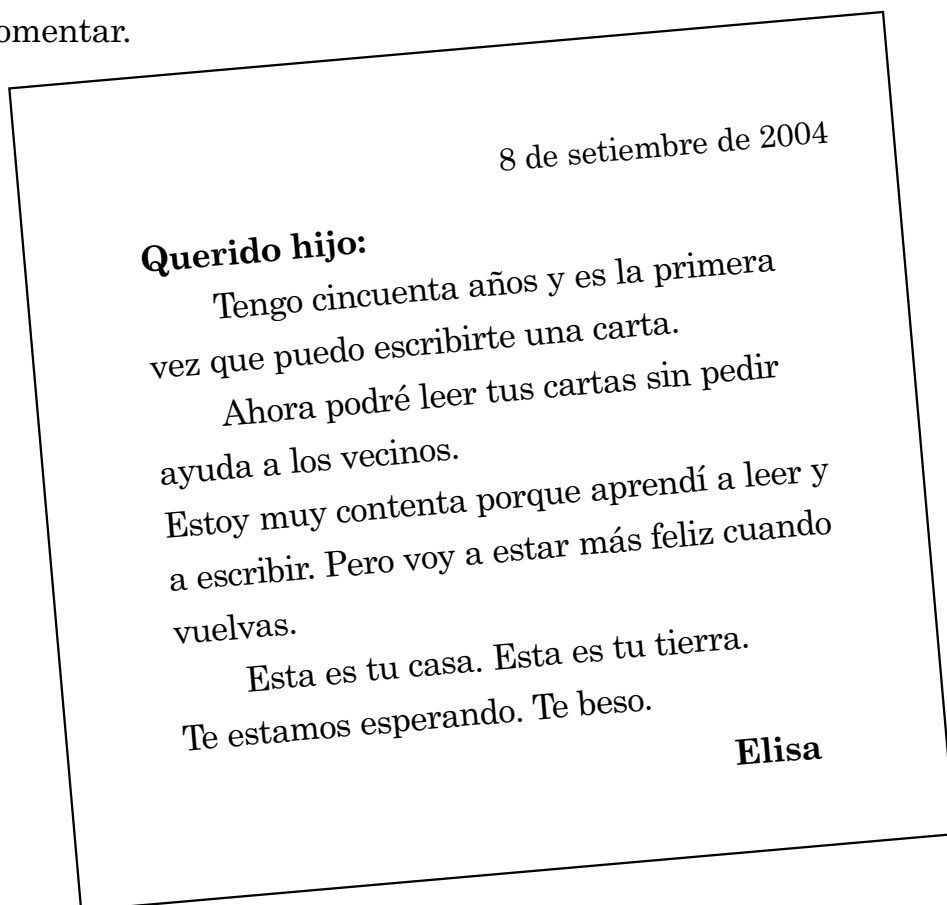 omentar.
8 de setiembre de 2004
Querido hijo:
Tengo cincuenta años y es la primera
vez que puedo escribirte una carta.
Ahora podré leer tus cartas sin pedir
ayuda a los vecinos.
Estoy muy contenta porque aprendí a leer y
a escribir. Pero voy a estar más feliz cuando
vuelvas.
Esta es tu casa. Esta es tu tierra.
Te estamos esperando. Te beso.
Elisa